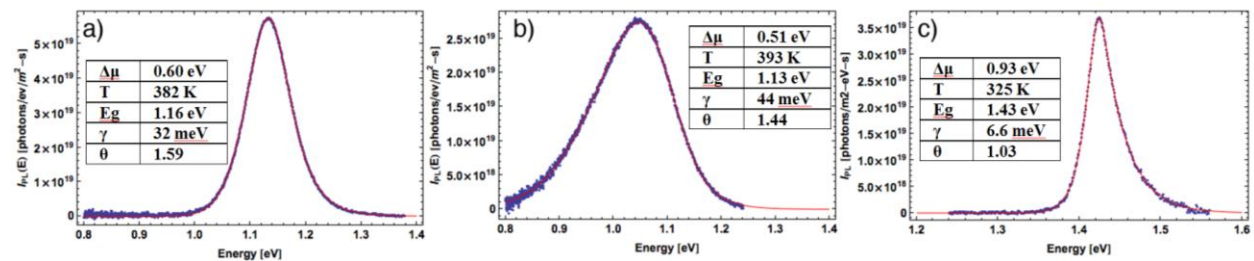 a)
I_PL(E) [photons/ev/m²-s]
5×10¹⁹
4×10¹⁹
3×10¹⁹
2×10¹⁹
1×10¹⁹
0
Δμ 0.60 eV
T 382 K
Eg 1.16 eV
γ 32 meV
θ 1.59
0.8 0.9 1.0 1.1 1.2 1.3 1.4
Energy [eV]
b)
I_PL(E) [photons/ev/m²-s]
2.5×10¹⁹
2.0×10¹⁹
1.5×10¹⁹
1.0×10¹⁹
5.0×10¹⁸
0
Δμ 0.51 eV
T 393 K
Eg 1.13 eV
γ 44 meV
θ 1.44
0.8 0.9 1.0 1.1 1.2 1.3 1.4
Energy [eV]
c)
I_PL [photons/m2-eV-s]
3.5×10¹⁹
3.0×10¹⁹
2.5×10¹⁹
2.0×10¹⁹
1.5×10¹⁹
1.0×10¹⁹
5.0×10¹⁸
0
Δμ 0.93 eV
T 325 K
Eg 1.43 eV
γ 6.6 meV
θ 1.03
1.2 1.3 1.4 1.5 1.6
Energy [eV]